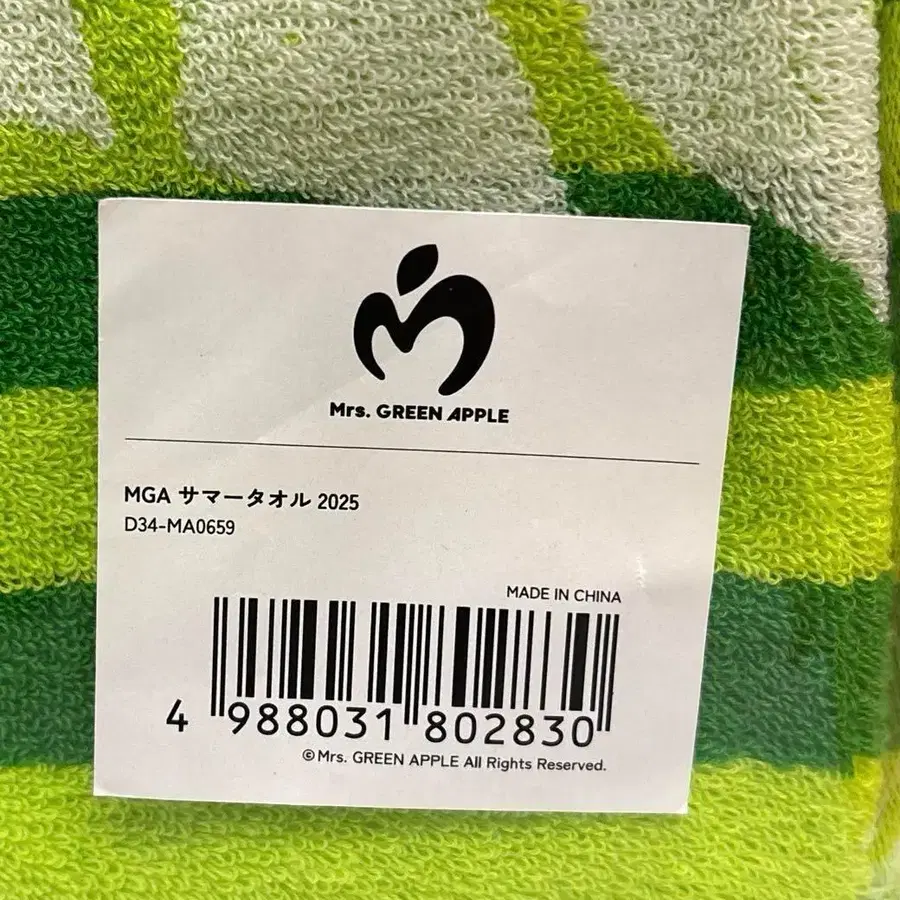 Mrs. GREEN APPLE
MGA サマータオル 2025
D34-MA0659
MADE IN CHINA
4 988031 802830
©Mrs. GREEN APPLE All Rights Reserved.